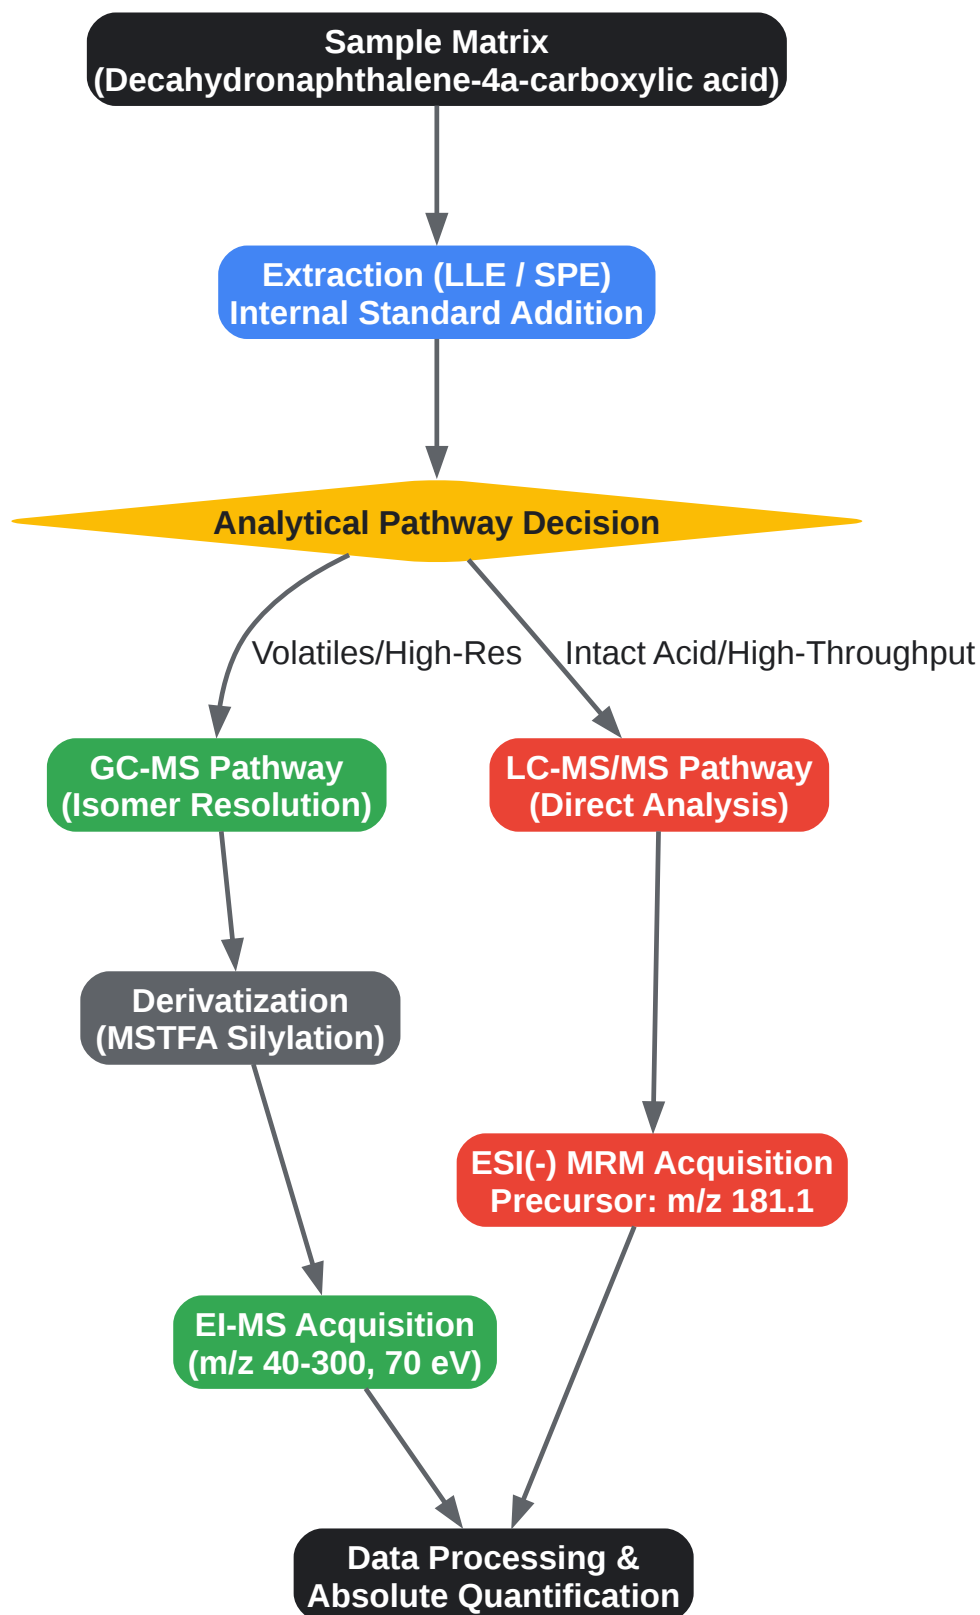 Sample Matrix
(Decahydronaphthalene-4a-carboxylic acid)
Extraction (LLE / SPE)
Internal Standard Addition
Analytical Pathway Decision
Volatiles/High-Res
Intact Acid/High-Throughput
GC-MS Pathway
(Isomer Resolution)
LC-MS/MS Pathway
(Direct Analysis)
Derivatization
(MSTFA Silylation)
ESI(-) MRM Acquisition
Precursor: m/z 181.1
EI-MS Acquisition
(m/z 40-300, 70 eV)
Data Processing &
Absolute Quantification